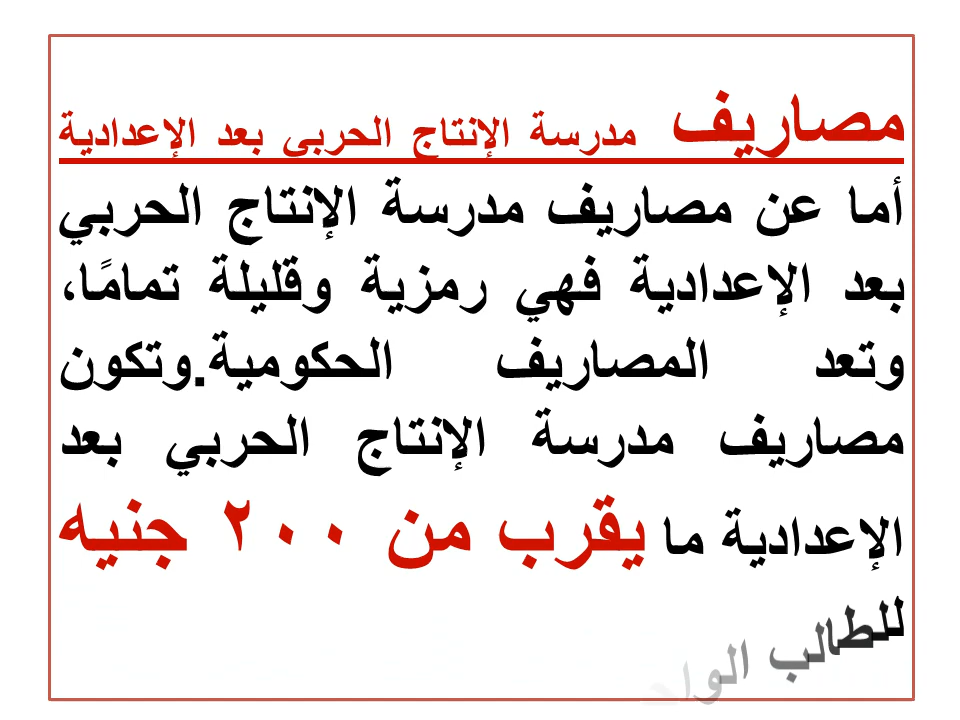 مصاريف مدرسة الإنتاج الحربي بعد الإعدادية
أما عن مصاريف مدرسة الإنتاج الحربي
بعد الإعدادية فهي رمزية وقليلة تمامًا،
وتعد المصاريف الحكومية.وتكون
مصاريف مدرسة الإنتاج الحربي بعد
الإعدادية ما يقرب من ٢٠٠ جنيه
للطالب